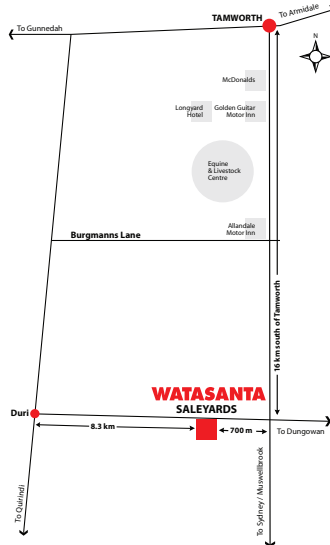 To Armidale
TAMWORTH
To Gunnedah
N
McDonalds
Longyard
Hotel
Golden Guitar
Motor Inn
Equine
& Livestock
Centre
Allandale
Motor Inn
Burgmanns Lane
16 km south of Tamworth
WATASANTA
SALEYARDS
Duri
8.3 km
700 m
To Dungowan
To Quirindi
To Sydney / Muswellbrook